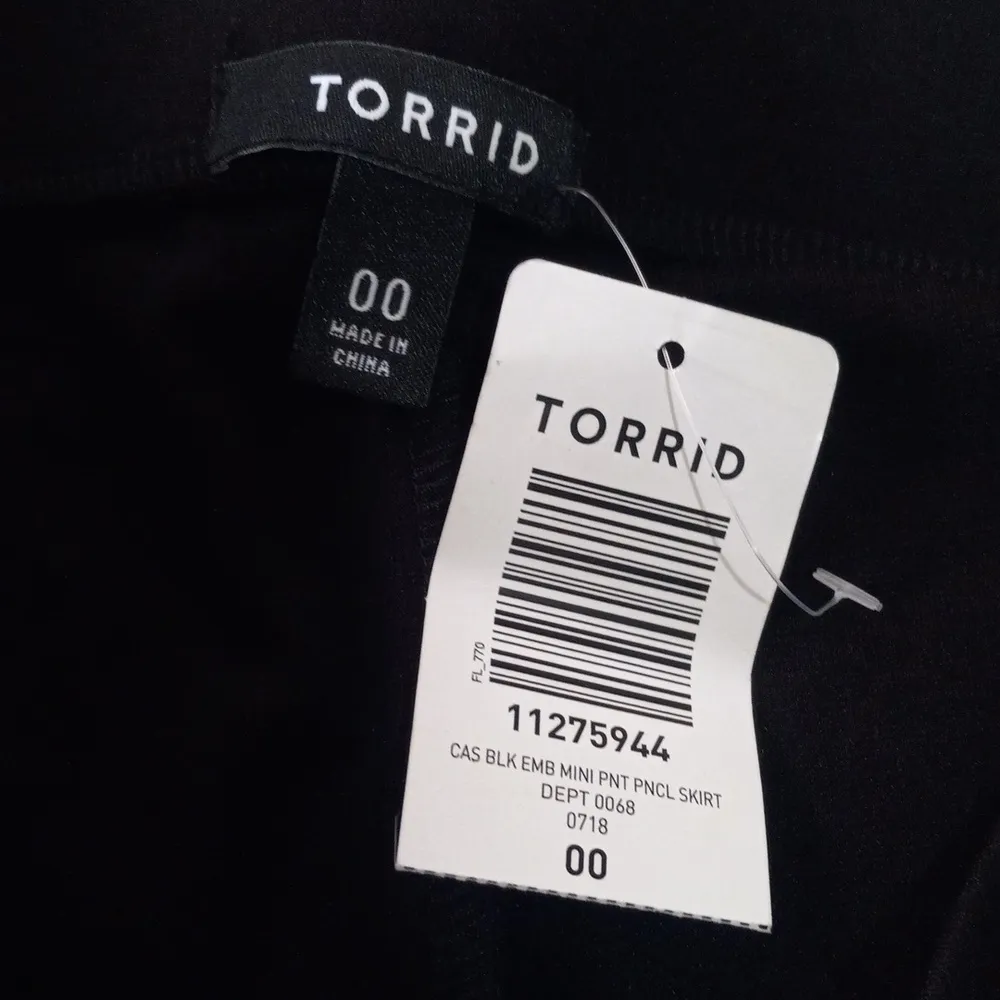 TORRID
00
MADE IN
CHINA
TORRID
FL_770
11275944
CAS BLK EMB MINI PNT PNCL SKIRT
DEPT 0068
0718
00